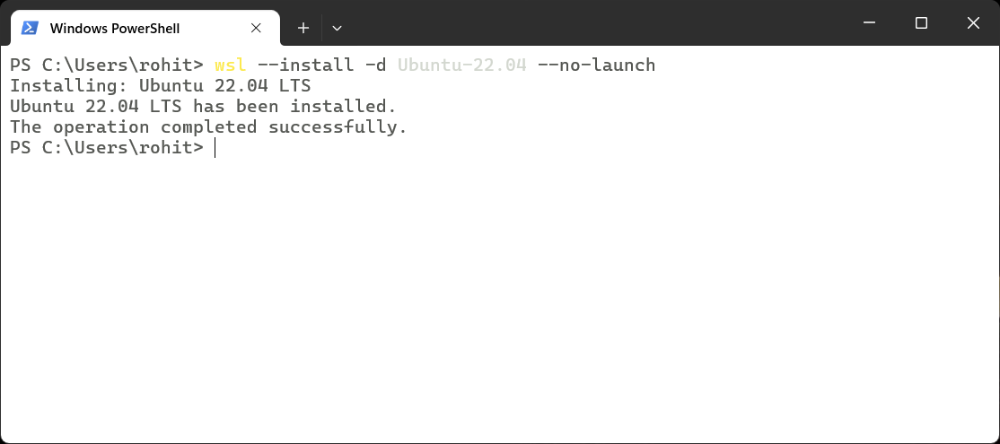 Windows PowerShell
PS C:\Users\rohit> wsl --install -d Ubuntu-22.04 --no-launch
Installing: Ubuntu 22.04 LTS
Ubuntu 22.04 LTS has been installed.
The operation completed successfully.
PS C:\Users\rohit>